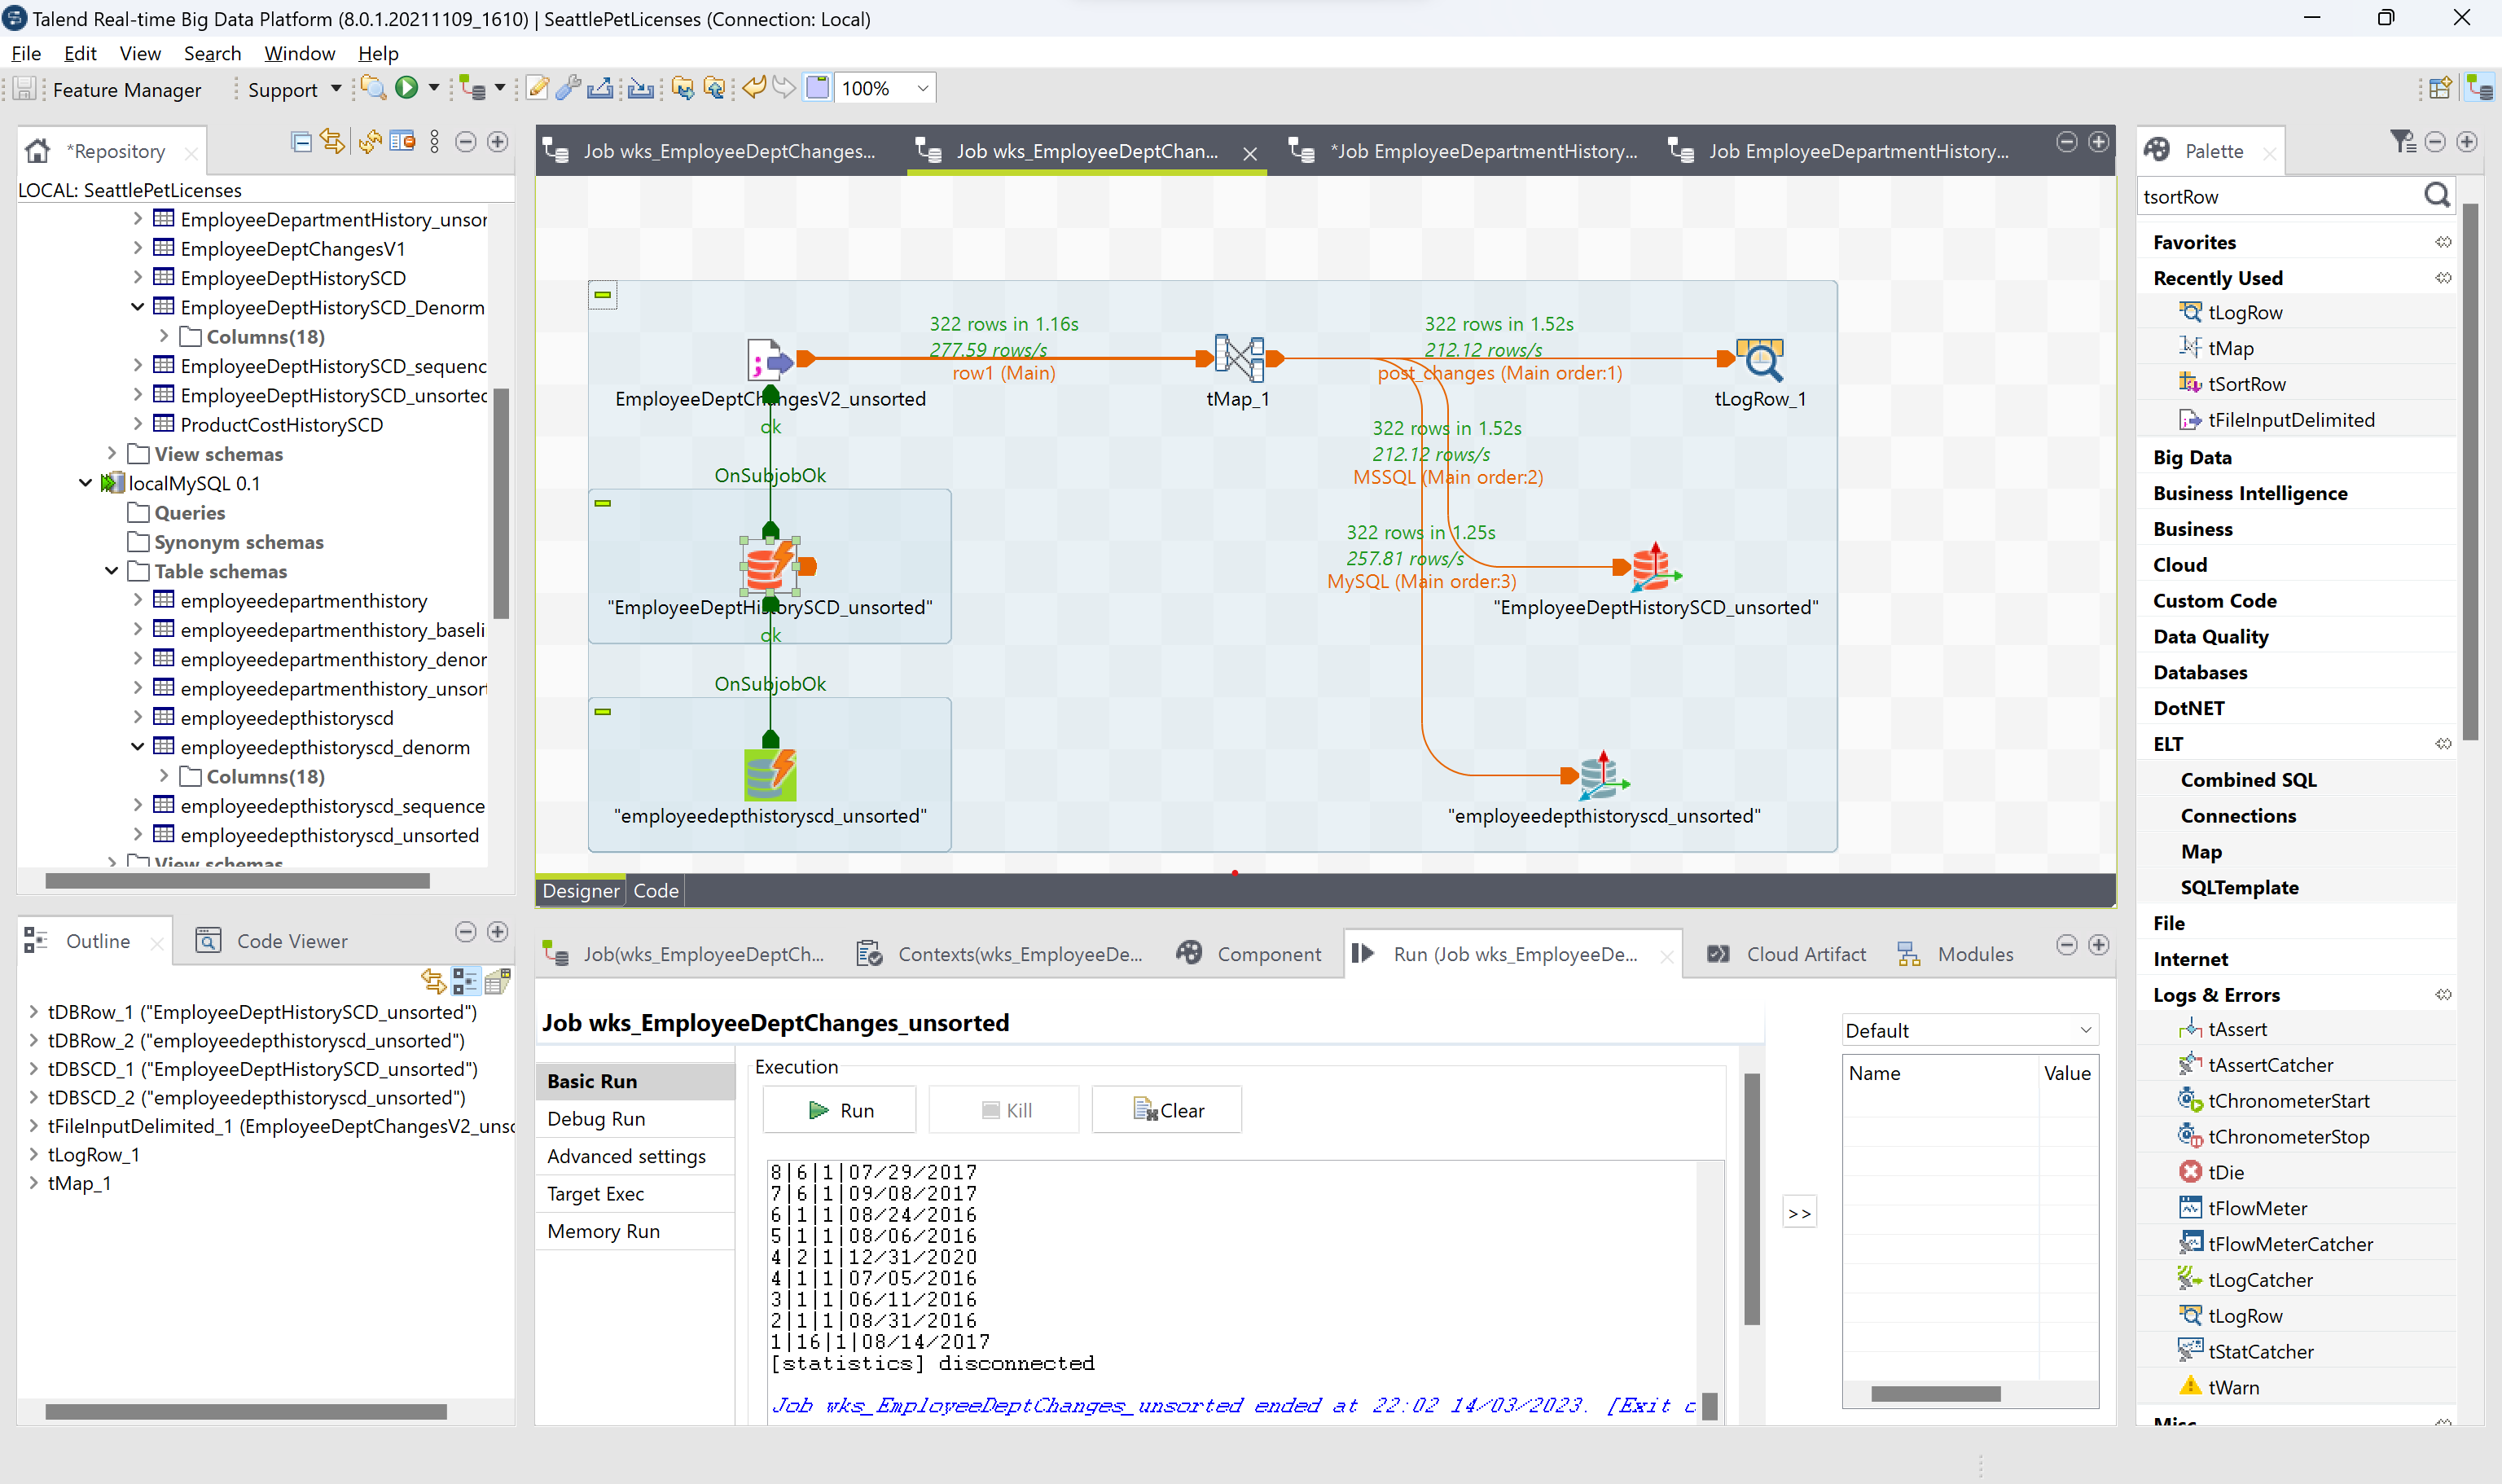 Talend Real-time Big Data Platform (8.0.1.20211109_1610) | SeattlePetLicenses (Connection: Local)
File Edit View Search Window Help
Feature Manager Support 100%
*Repository
LOCAL: SeattlePetLicenses
EmployeeDepartmentHistory_unsor
EmployeeDeptChangesV1
EmployeeDeptHistorySCD
EmployeeDeptHistorySCD_Denorm
Columns(18)
EmployeeDeptHistorySCD_sequenc
EmployeeDeptHistorySCD_unsorted
ProductCostHistorySCD
View schemas
localMySQL 0.1
Queries
Synonym schemas
Table schemas
employeedepartmenthistory
employeedepartmenthistory_baseli
employeedepartmenthistory_denor
employeedepartmenthistory_unsort
employeedepthistoryscd
employeedepthistoryscd_denorm
Columns(18)
employeedepthistoryscd_sequence
employeedepthistoryscd_unsorted
View schemas
Outline
Code Viewer
tDBRow_1 ("EmployeeDeptHistorySCD_unsorted")
tDBRow_2 ("employeedepthistoryscd_unsorted")
tDBSCD_1 ("EmployeeDeptHistorySCD_unsorted")
tDBSCD_2 ("employeedepthistoryscd_unsorted")
tFileInputDelimited_1 (EmployeeDeptChangesV2_unso
tLogRow_1
tMap_1
Job wks_EmployeeDeptChanges...
Job wks_EmployeeDeptChan...
*Job EmployeeDepartmentHistory...
Job EmployeeDepartmentHistory...
322 rows in 1.16s
277.59 rows/s
row1 (Main)
322 rows in 1.52s
212.12 rows/s
post_changes (Main order:1)
EmployeeDeptChangesV2_unsorted
tMap_1
tLogRow_1
ok
322 rows in 1.52s
212.12 rows/s
MSSQL (Main order:2)
OnSubjobOk
322 rows in 1.25s
257.81 rows/s
MySQL (Main order:3)
"EmployeeDeptHistorySCD_unsorted"
"EmployeeDeptHistorySCD_unsorted"
ok
OnSubjobOk
"employeedepthistoryscd_unsorted"
"employeedepthistoryscd_unsorted"
Designer
Code
Job(wks_EmployeeDeptCh...
Contexts(wks_EmployeeDe...
Component
Run (Job wks_EmployeeDe...
Cloud Artifact
Modules
Job wks_EmployeeDeptChanges_unsorted
Basic Run
Debug Run
Advanced settings
Target Exec
Memory Run
Execution
Run
Kill
Clear
8|6|1|07/29/2017
7|6|1|09/08/2017
6|1|1|08/24/2016
5|1|1|08/06/2016
4|2|1|12/31/2020
4|1|1|07/05/2016
3|1|1|06/11/2016
2|1|1|08/31/2016
1|16|1|08/14/2017
[statistics] disconnected
Job wks_EmployeeDeptChanges_unsorted ended at 22:02 14/03/2023. [Exit c
>>
Default
Name Value
Palette
tsortRow
Favorites
Recently Used
tLogRow
tMap
tSortRow
tFileInputDelimited
Big Data
Business Intelligence
Business
Cloud
Custom Code
Data Quality
Databases
DotNET
ELT
Combined SQL
Connections
Map
SQLTemplate
File
Internet
Logs & Errors
tAssert
tAssertCatcher
tChronometerStart
tChronometerStop
tDie
tFlowMeter
tFlowMeterCatcher
tLogCatcher
tLogRow
tStatCatcher
tWarn
Misc